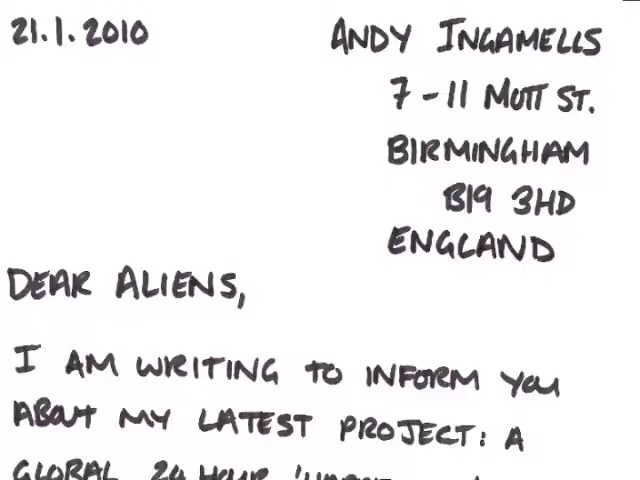 21.1.2010
ANDY INGAMELLS
7-11 MOTT ST.
BIRMINGHAM
B19 3HD
ENGLAND
DEAR ALIENS,
I AM WRITING TO INFORM YOU
ABOUT MY LATEST PROJECT: A
GLOBAL 24 HOUR